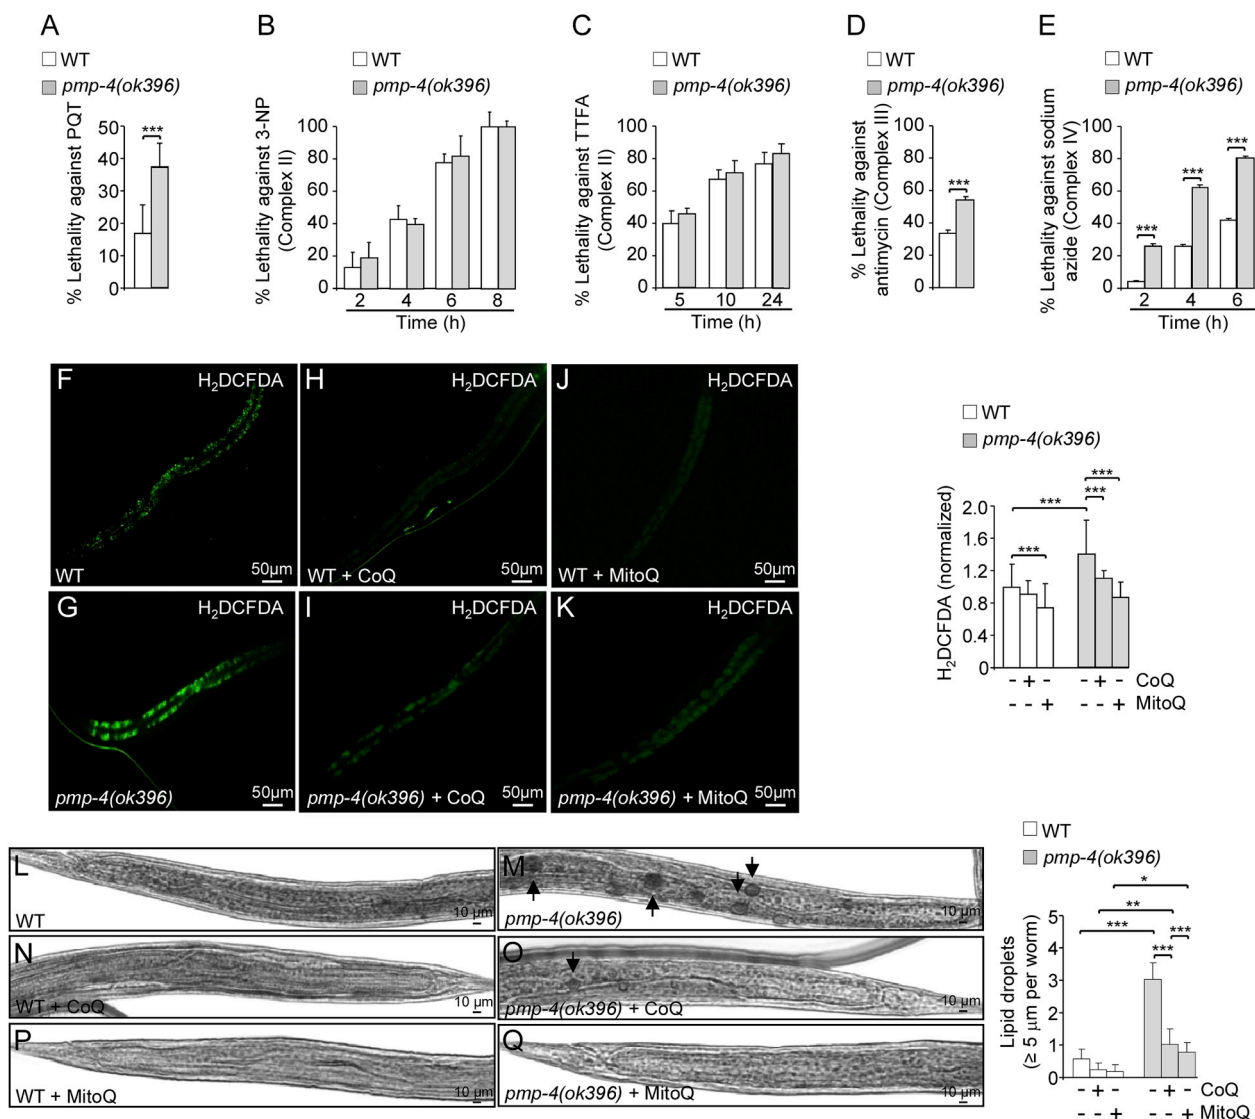 A
WT
pmp-4(ok396)
% Lethality against PQT
50
40
30
20
10
0
***
B
WT
pmp-4(ok396)
% Lethality against 3-NP
(Complex II)
100
80
60
40
20
0
2 4 6 8
Time (h)
C
WT
pmp-4(ok396)
% Lethality against TTFA
(Complex II)
100
80
60
40
20
0
5 10 24
Time (h)
D
WT
pmp-4(ok396)
% Lethality against
antimycin (Complex III)
100
80
60
40
20
0
***
E
WT
pmp-4(ok396)
% Lethality against sodium
azide (Complex IV)
100
80
60
40
20
0
***
***
***
2 4 6
Time (h)
F
H₂DCFDA
WT
50μm
H
H₂DCFDA
WT + CoQ
50μm
J
H₂DCFDA
WT + MitoQ
50μm
G
H₂DCFDA
pmp-4(ok396)
50μm
I
H₂DCFDA
pmp-4(ok396) + CoQ
50μm
K
H₂DCFDA
pmp-4(ok396) + MitoQ
50μm
WT
pmp-4(ok396)
H₂DCFDA (normalized)
2.0
1.6
1.2
0.8
0.4
0
***
***
***
***
- + - - + - CoQ
- - + - - + MitoQ
L
WT
10 μm
M
pmp-4(ok396)
10 μm
N
WT + CoQ
10 μm
O
pmp-4(ok396) + CoQ
10 μm
P
WT + MitoQ
10 μm
Q
pmp-4(ok396) + MitoQ
10 μm
WT
pmp-4(ok396)
Lipid droplets
(≥ 5 μm per worm)
5
4
3
2
1
0
*
**
***
***
***
- + - - + - CoQ
- - + - - + MitoQ